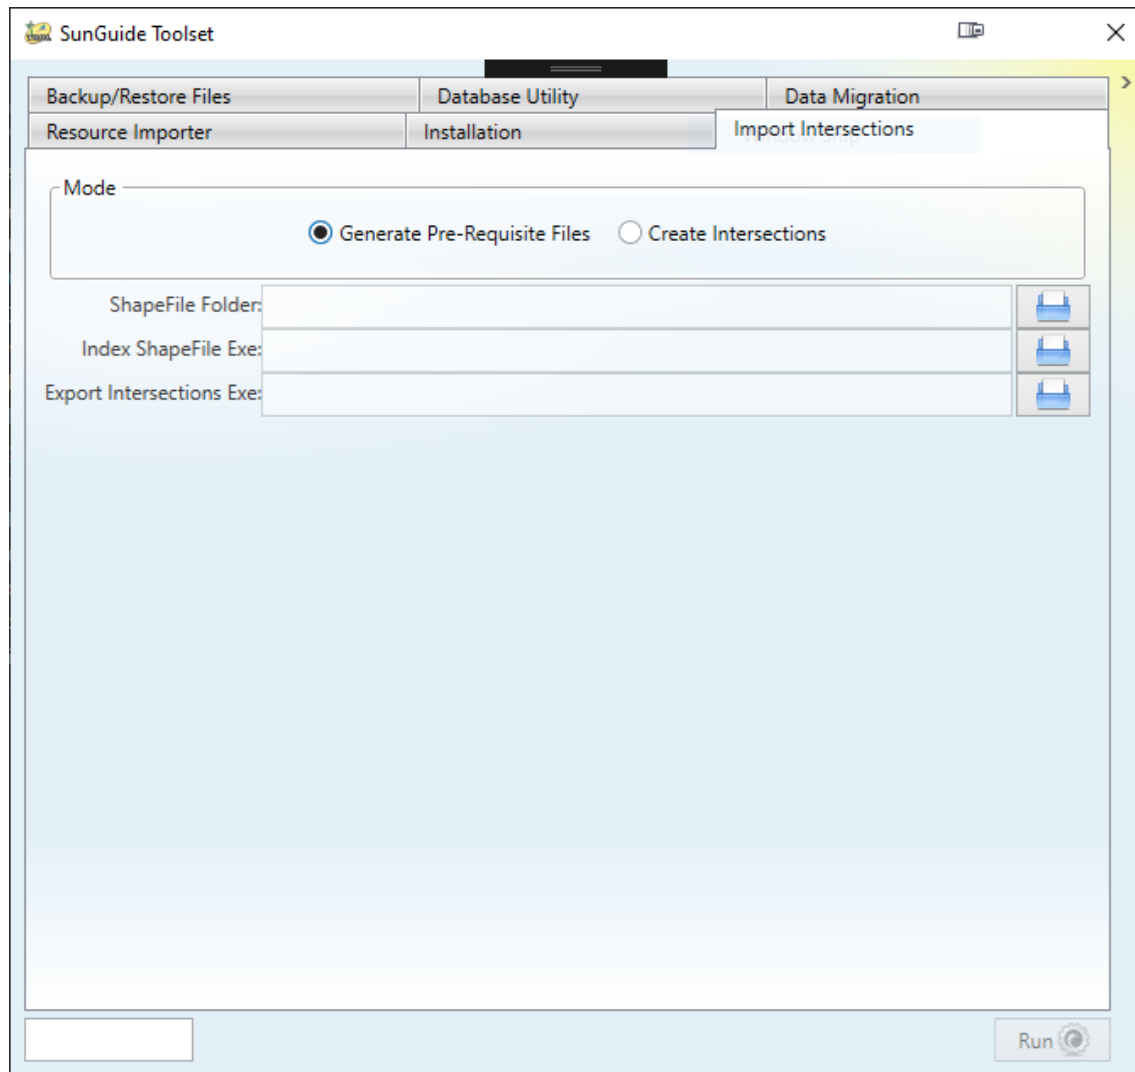 SunGuide Toolset
Backup/Restore Files
Database Utility
Data Migration
Resource Importer
Installation
Import Intersections
Mode
Generate Pre-Requisite Files
Create Intersections
ShapeFile Folder:
Index ShapeFile Exe:
Export Intersections Exe:
Run